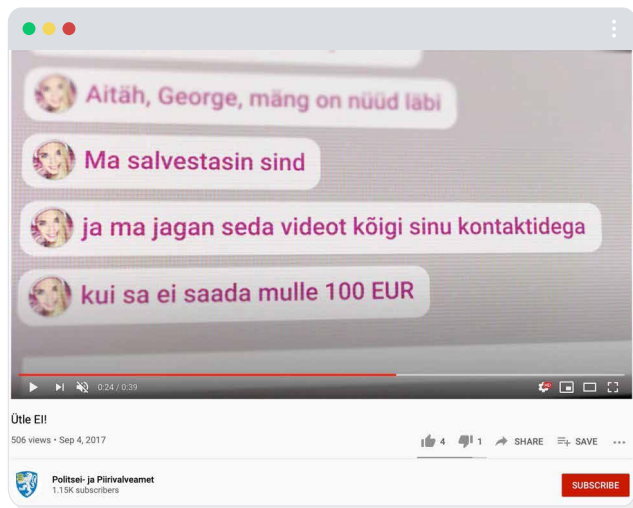 Aitäh, George, mäng on nüüd läbi
Ma salvestasin sind
ja ma jagan seda videot kõigi sinu kontaktidega
kui sa ei saada mulle 100 EUR
0:24 / 0:39
Ütle EI!
506 views • Sep 4, 2017
4 1 SHARE SAVE
Politsei- ja Piirivalveamet
1.15K subscribers
SUBSCRIBE